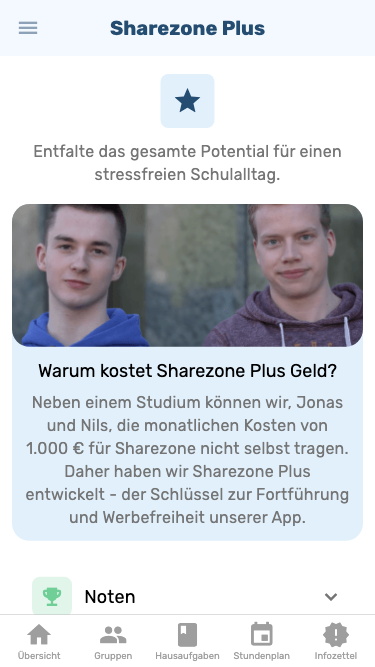 Sharezone Plus
Entfalte das gesamte Potential für einen
stressfreien Schulalltag.
Warum kostet Sharezone Plus Geld?
Neben einem Studium können wir, Jonas
und Nils, die monatlichen Kosten von
1.000 € für Sharezone nicht selbst tragen.
Daher haben wir Sharezone Plus
entwickelt - der Schlüssel zur Fortführung
und Werbefreiheit unserer App.
Noten
Übersicht Gruppen Hausaufgaben Stundenplan Infozettel